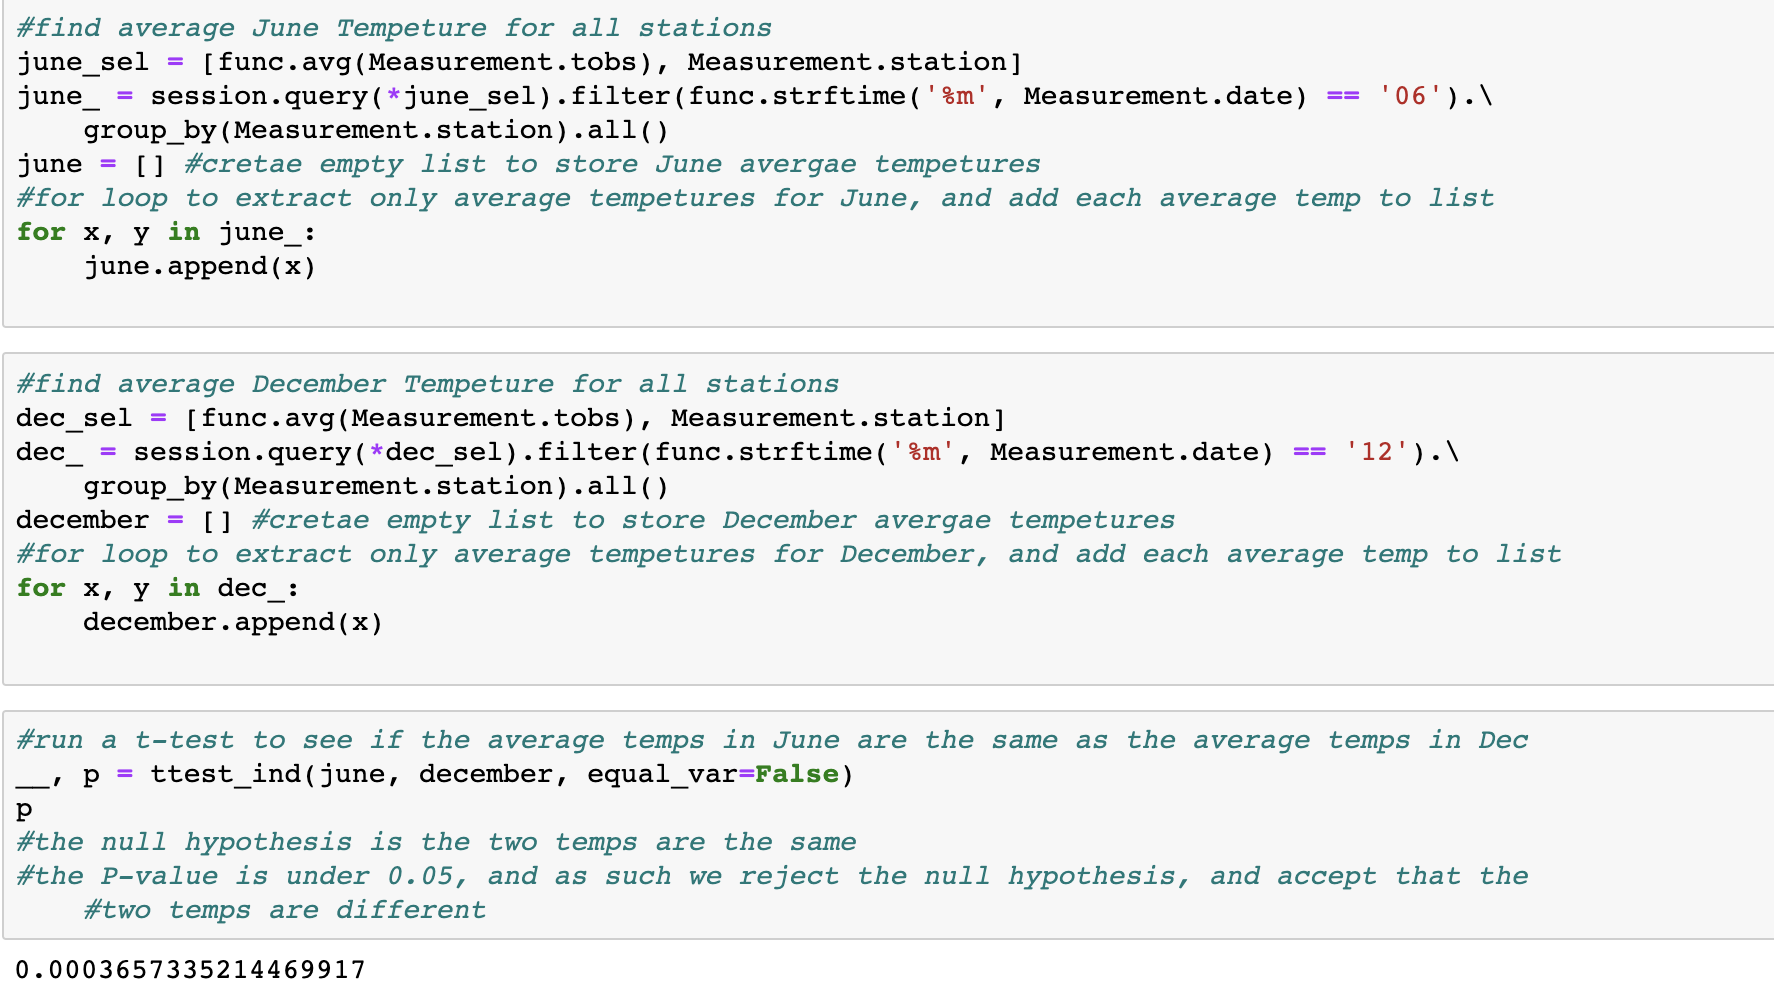 #find average June Tempeture for all stations
june_sel = [func.avg(Measurement.tobs), Measurement.station]
june_ = session.query(*june_sel).filter(func.strftime('%m', Measurement.date) == '06').\
    group_by(Measurement.station).all()
june = [] #cretae empty list to store June avergae tempetures
#for loop to extract only average tempetures for June, and add each average temp to list
for x, y in june_:
    june.append(x)
#find average December Tempeture for all stations
dec_sel = [func.avg(Measurement.tobs), Measurement.station]
dec_ = session.query(*dec_sel).filter(func.strftime('%m', Measurement.date) == '12').\
    group_by(Measurement.station).all()
december = [] #cretae empty list to store December avergae tempetures
#for loop to extract only average tempetures for December, and add each average temp to list
for x, y in dec_:
    december.append(x)
#run a t-test to see if the average temps in June are the same as the average temps in Dec
__, p = ttest_ind(june, december, equal_var=False)
p
#the null hypothesis is the two temps are the same
#the P-value is under 0.05, and as such we reject the null hypothesis, and accept that the
    #two temps are different
0.0003657335214469917